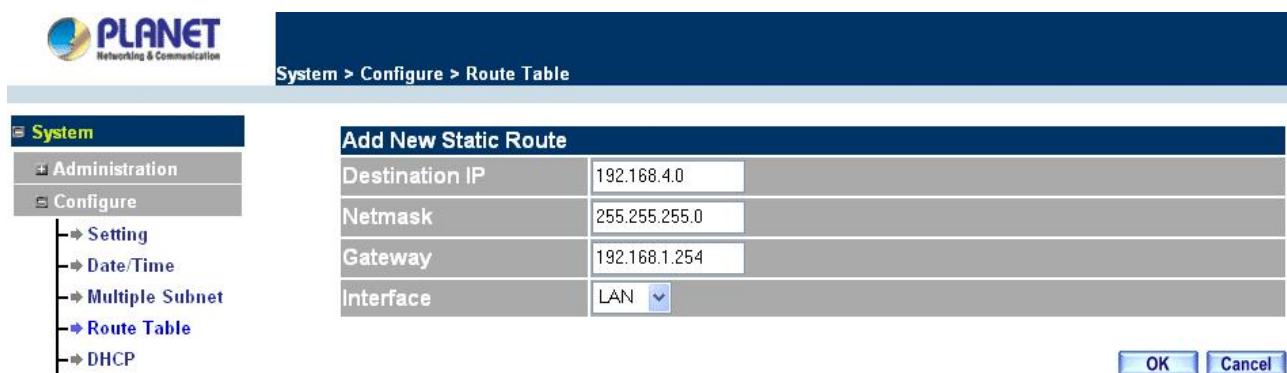 PLANET
Networking & Communication
System > Configure > Route Table
System
Administration
Configure
Setting
Date/Time
Multiple Subnet
Route Table
DHCP
Add New Static Route
Destination IP 192.168.4.0
Netmask 255.255.255.0
Gateway 192.168.1.254
Interface LAN
OK Cancel